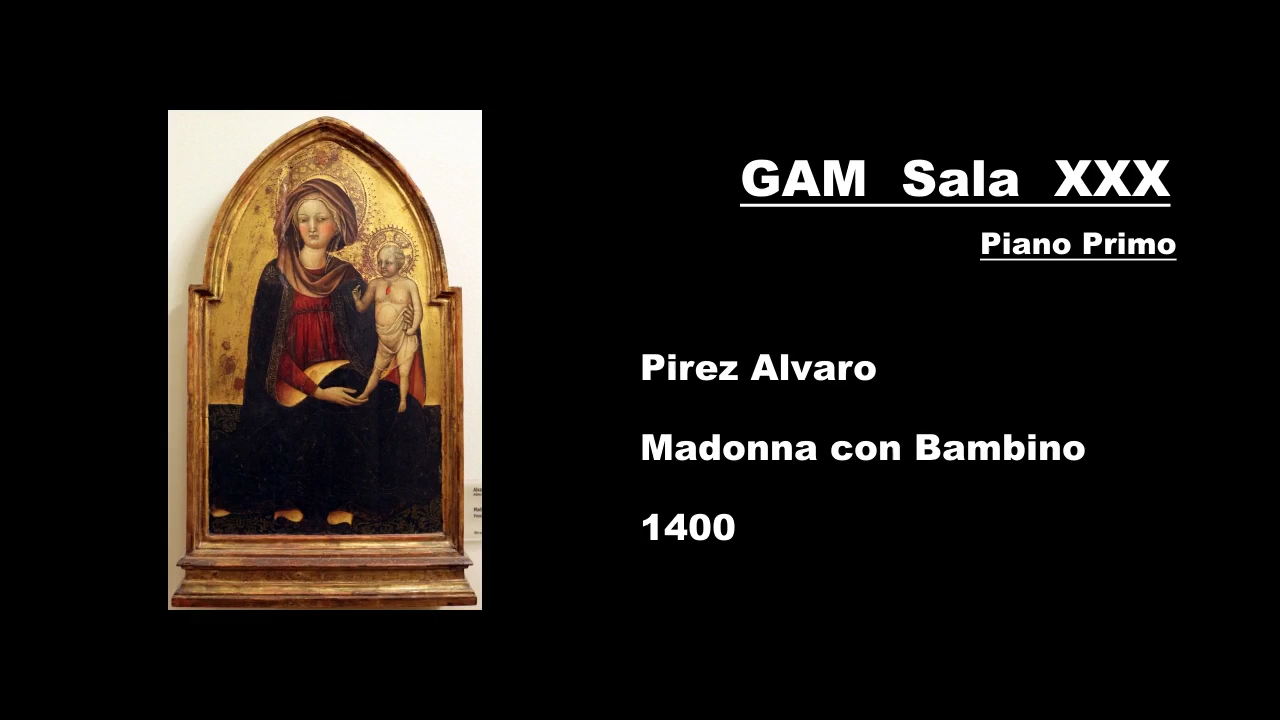 GAM Sala XXX
Piano Primo
Pirez Alvaro
Madonna con Bambino
1400